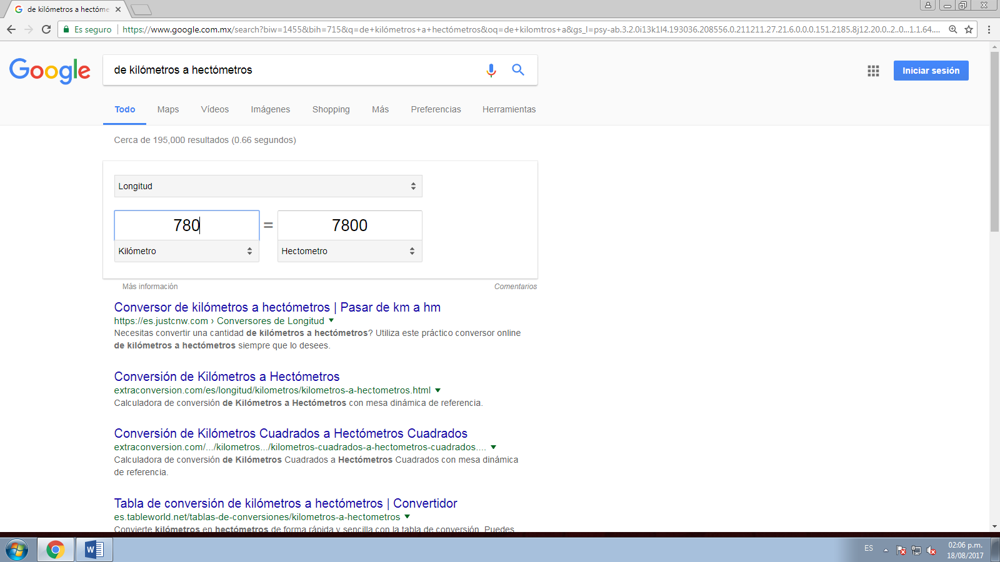 de kilómetros a hectóme
Es seguro | https://www.google.com.mx/search?biw=1455&bih=715&q=de+kilómetros+a+hectómetros&oq=de+kilomtros+a&gs_l=psy-ab.3.2.0i13k1l4.193036.208556.0.211211.27.21.6.0.0.0.151.2185.8j12.20.0..2..0...1.1.64....
Google
de kilómetros a hectómetros
Iniciar sesión
Todo Maps Vídeos Imágenes Shopping Más Preferencias Herramientas
Cerca de 195,000 resultados (0.66 segundos)
Longitud
780 = 7800
Kilómetro Hectometro
Más información Comentarios
Conversor de kilómetros a hectómetros | Pasar de km a hm
https://es.justcnw.com › Conversores de Longitud
Necesitas convertir una cantidad de kilómetros a hectómetros? Utiliza este práctico conversor online
de kilómetros a hectómetros siempre que lo desees.
Conversión de Kilómetros a Hectómetros
extraconversion.com/es/longitud/kilometros/kilometros-a-hectometros.html
Calculadora de conversión de Kilómetros a Hectómetros con mesa dinámica de referencia.
Conversión de Kilómetros Cuadrados a Hectómetros Cuadrados
extraconversion.com/.../kilometros.../kilometros-cuadrados-a-hectometros-cuadrados....
Calculadora de conversión de Kilómetros Cuadrados a Hectómetros Cuadrados con mesa dinámica
de referencia.
Tabla de conversión de kilómetros a hectómetros | Convertidor
es.tableworld.net/tablas-de-conversiones/kilometros-a-hectometros
Convierte kilómetros en hectómetros de forma rápida y sencilla con la tabla de conversión. Puedes
W
ES
02:06 p.m.
18/08/2017